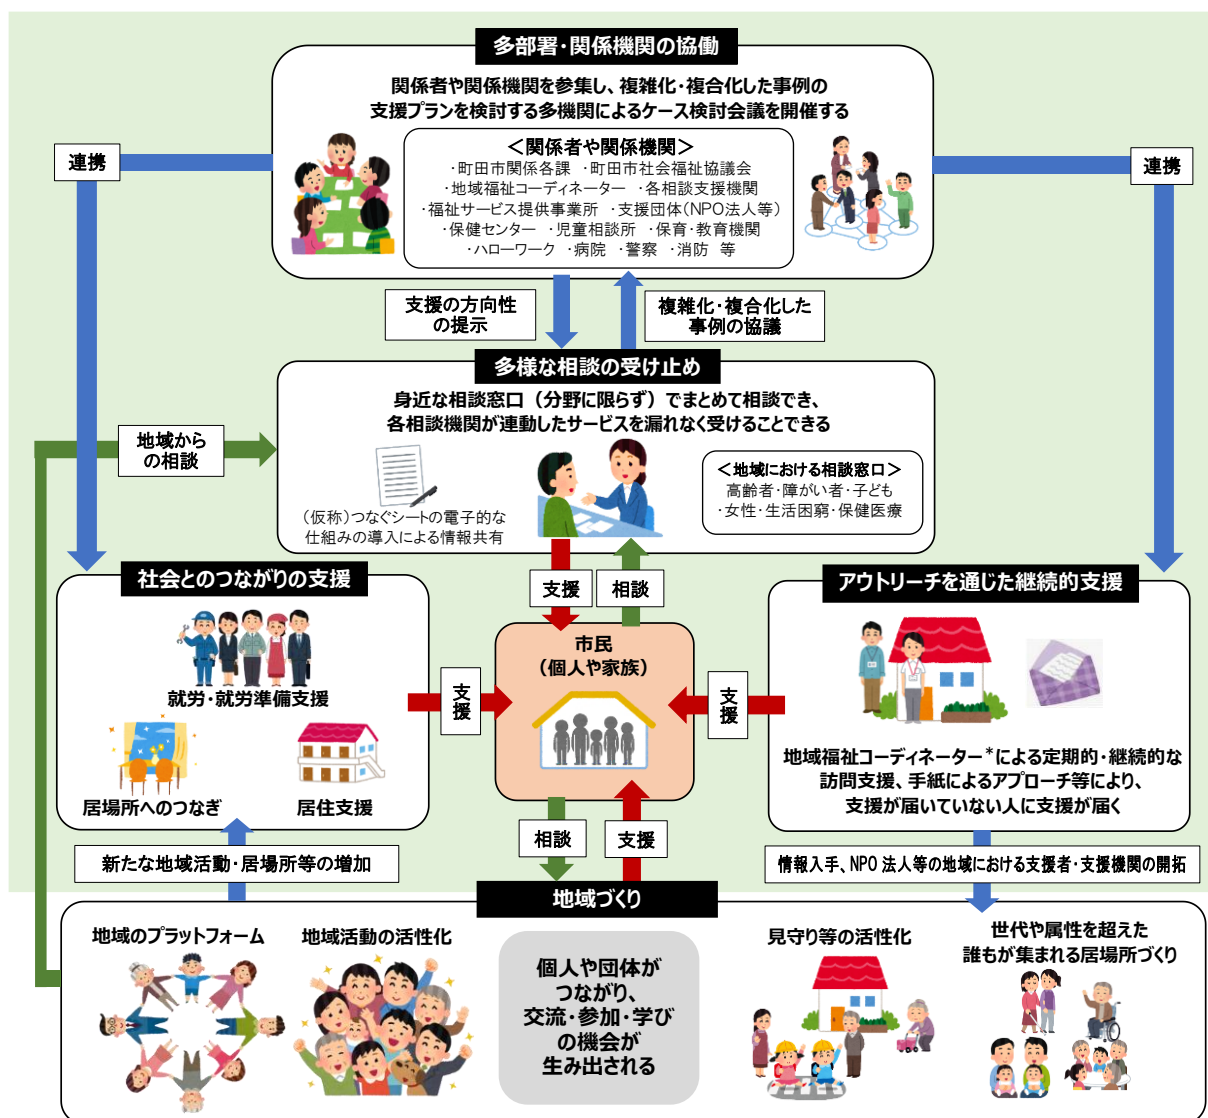 多部署・関係機関の協働
関係者や関係機関を参集し、複雑化・複合化した事例の
支援プランを検討する多機関によるケース検討会議を開催する
＜関係者や関係機関＞
・町田市関係各課 ・町田市社会福祉協議会
・地域福祉コーディネーター ・各相談支援機関
・福祉サービス提供事業所 ・支援団体（NPO法人等）
・保健センター ・児童相談所 ・保育・教育機関
・ハローワーク ・病院 ・警察 ・消防 等
連携
連携
支援の方向性
の提示
複雑化・複合化した
事例の協議
多様な相談の受け止め
身近な相談窓口（分野に限らず）でまとめて相談でき、
各相談機関が連動したサービスを漏れなく受けることできる
地域から
の相談
（仮称）つなぐシートの電子的な
仕組みの導入による情報共有
＜地域における相談窓口＞
高齢者・障がい者・子ども
・女性・生活困窮・保健医療
支援
相談
社会とのつながりの支援
就労・就労準備支援
居場所へのつなぎ
居住支援
支援
市民
（個人や家族）
支援
アウトリーチを通じた継続的支援
地域福祉コーディネーター*による定期的・継続的な
訪問支援、手紙によるアプローチ等により、
支援が届いていない人に支援が届く
相談
支援
新たな地域活動・居場所等の増加
情報入手、NPO 法人等の地域における支援者・支援機関の開拓
地域づくり
地域のプラットフォーム
地域活動の活性化
個人や団体が
つながり、
交流・参加・学び
の機会が
生み出される
見守り等の活性化
世代や属性を超えた
誰もが集まれる居場所づくり